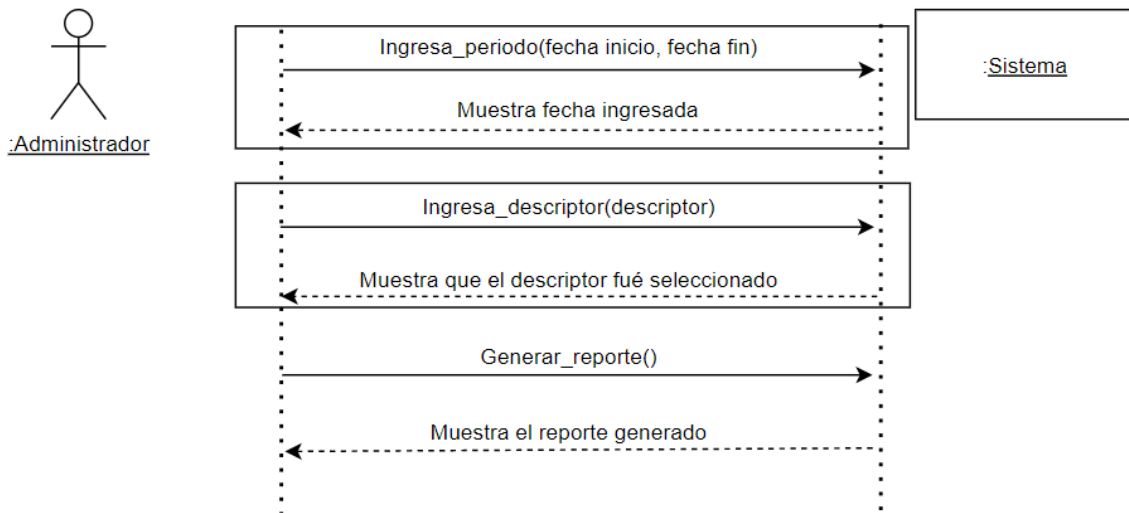 Ingresa_periodo(fecha inicio, fecha fin)
:Sistema
Muestra fecha ingresada
:Administrador
Ingresa_descriptor(descriptor)
Muestra que el descriptor fué seleccionado
Generar_reporte()
Muestra el reporte generado